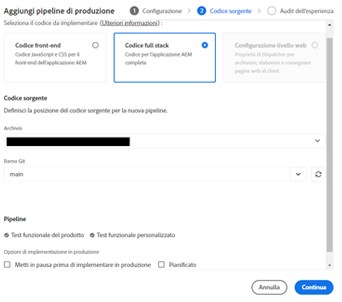 Aggiungi pipeline di produzione
1 Configurazione
2 Codice sorgente
Audit dell'esperienza
Seleziona il codice da implementare (Ulteriori informazioni) :
Codice front-end
Codice JavaScript e CSS per il
front-end dell'applicazione AEM
Codice full stack
Codice per l'applicazione AEM
completa
Configurazione livello web
Proprietà di Dispatcher per
archiviare, elaborare e consegnare
pagine web al client
Codice sorgente
Definisci la posizione del codice sorgente per la nuova pipeline.
Archivio
Ramo Git
main
Pipeline
Test funzionale del prodotto
Test funzionale personalizzato
Opzioni di implementazione in produzione
Metti in pausa prima di implementare in produzione
Pianificato
Annulla
Continua